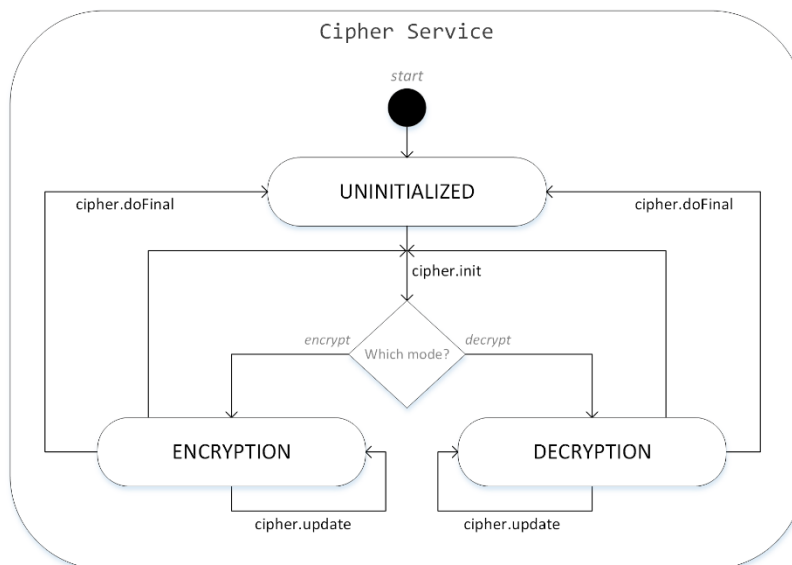 Cipher Service
start
UNINITIALIZED
cipher.doFinal
cipher.doFinal
cipher.init
encrypt
Which mode?
decrypt
ENCRYPTION
DECRYPTION
cipher.update
cipher.update